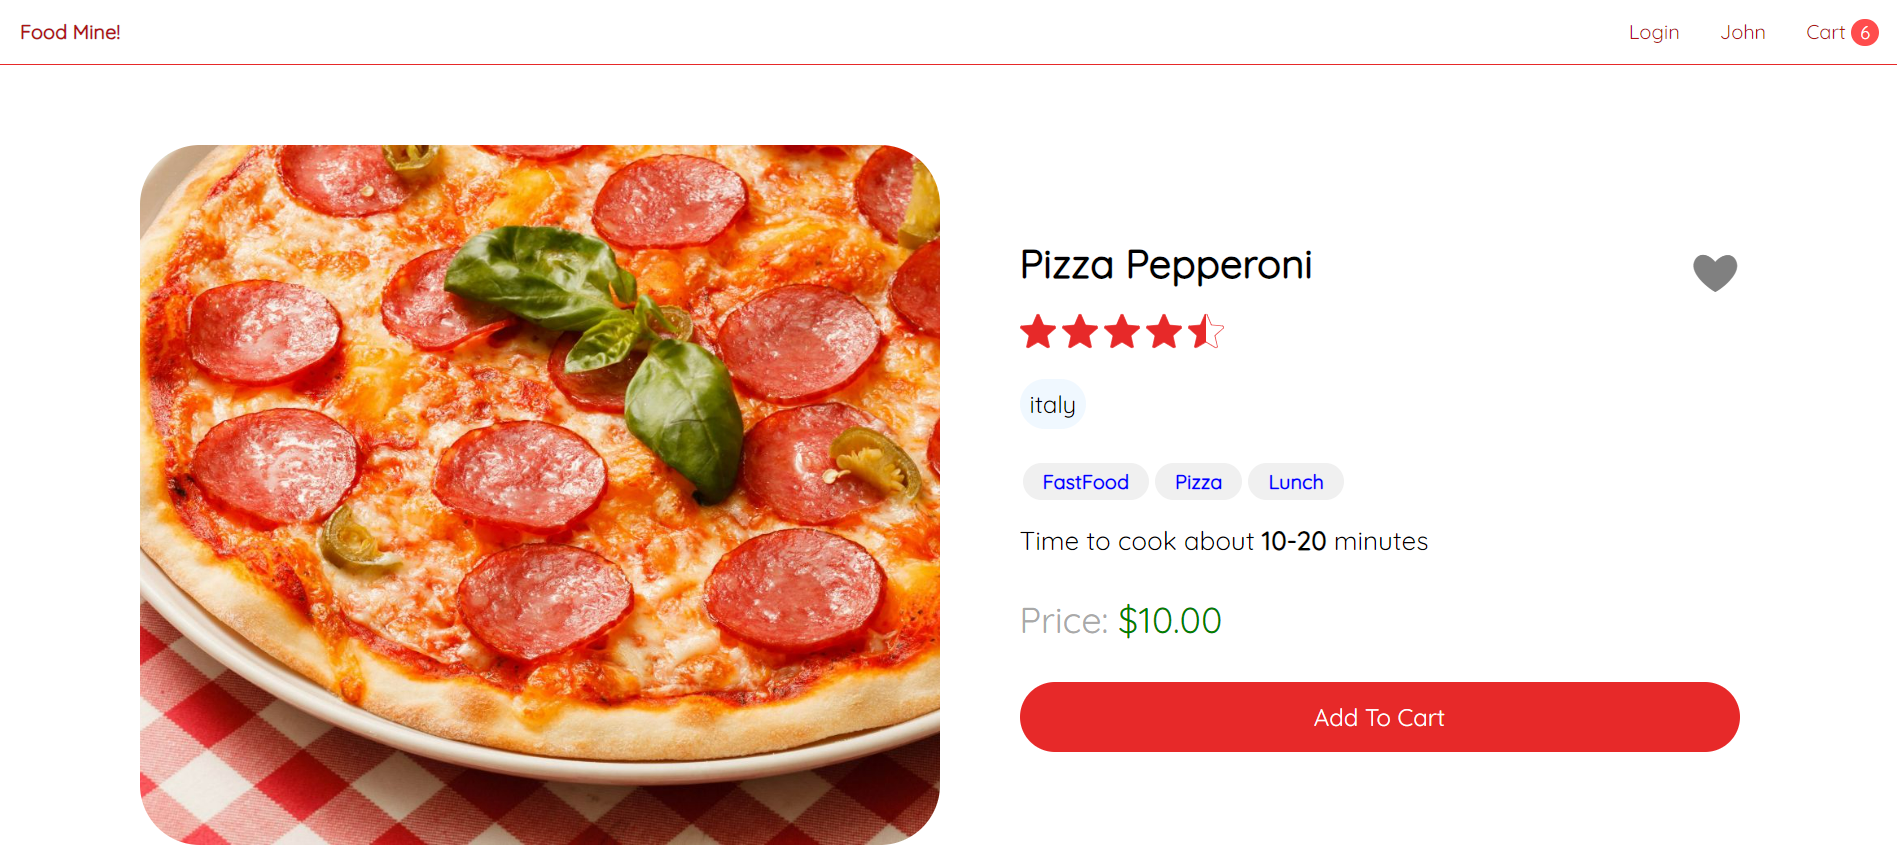 Food Mine!
Login John Cart 6
Pizza Pepperoni
italy
FastFood Pizza Lunch
Time to cook about 10-20 minutes
Price: $10.00
Add To Cart